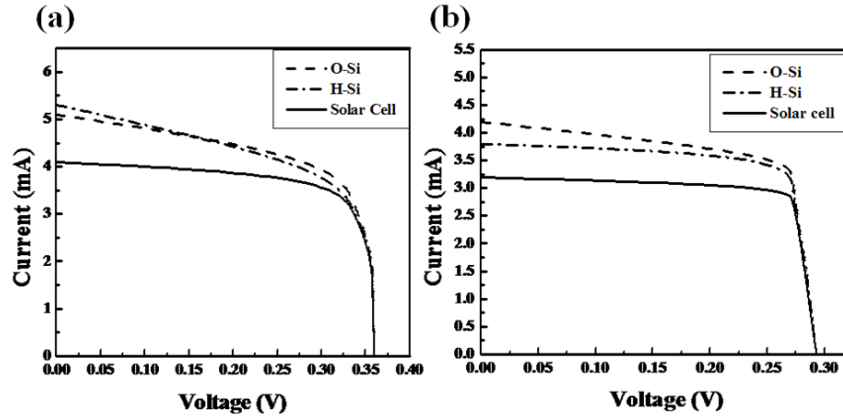 (a)
O-Si
H-Si
Solar Cell
Current (mA)
6
5
4
3
2
1
0
0.00 0.05 0.10 0.15 0.20 0.25 0.30 0.35 0.40
Voltage (V)
(b)
O-Si
H-Si
Solar cell
Current (mA)
5.5
5.0
4.5
4.0
3.5
3.0
2.5
2.0
1.5
1.0
0.5
0.0
0.00 0.05 0.10 0.15 0.20 0.25 0.30
Voltage (V)